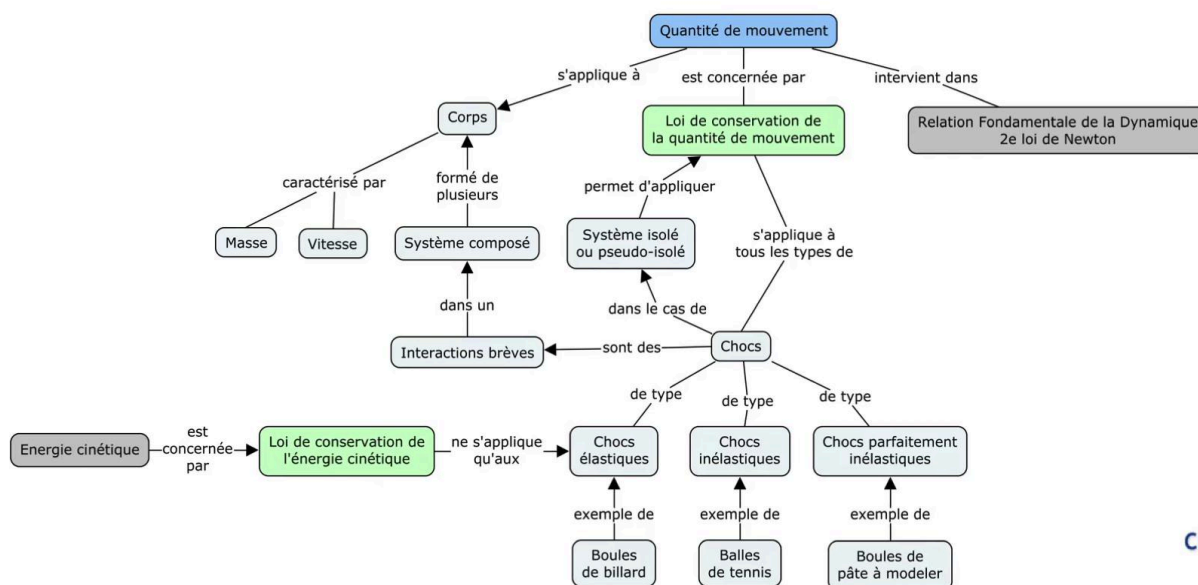 Quantité de mouvement
s'applique à
est concernée par
intervient dans
Corps
Loi de conservation de
la quantité de mouvement
Relation Fondamentale de la Dynamique
2e loi de Newton
caractérisé par
formé de
plusieurs
permet d'appliquer
Masse
Vitesse
Système composé
Système isolé
ou pseudo-isolé
s'applique à
tous les types de
dans un
dans le cas de
Interactions brèves
sont des
Chocs
de type
de type
de type
Energie cinétique
est
concernée
par
Loi de conservation de
l'énergie cinétique
ne s'applique
qu'aux
Chocs
élastiques
Chocs
inélastiques
Chocs parfaitement
inélastiques
exemple de
exemple de
exemple de
Boules
de billard
Balles
de tennis
Boules de
pâte à modeler
C